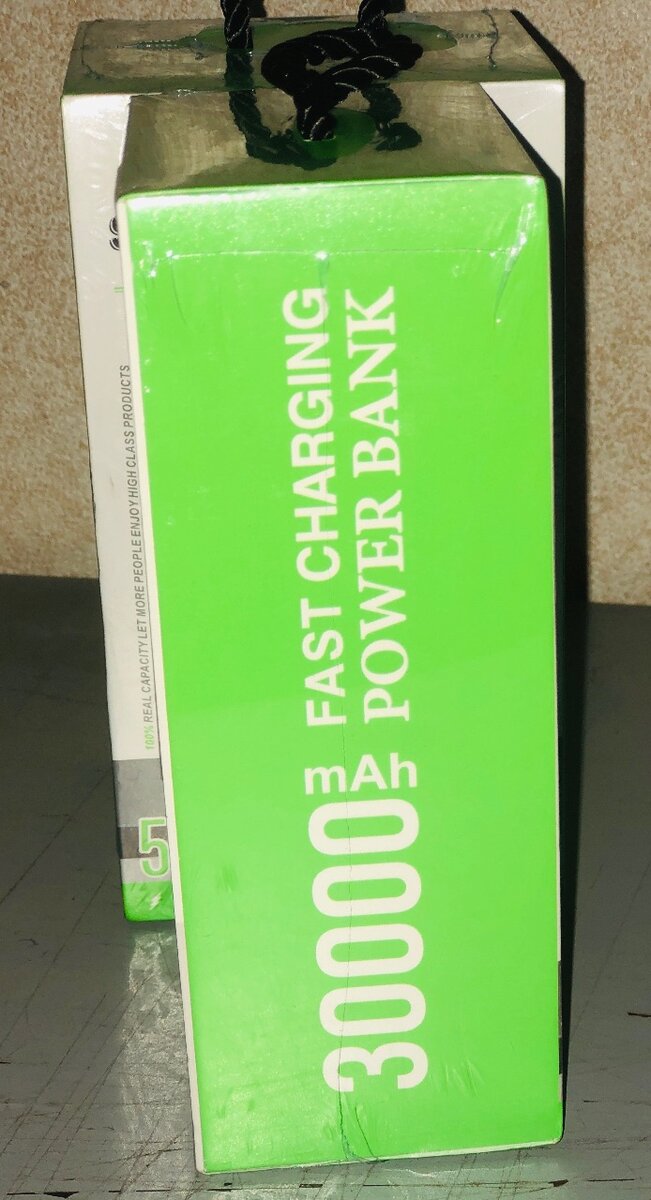 30000mAh
FAST CHARGING
POWER BANK
100% REAL CAPACITY LET MORE PEOPLE ENJOY HIGH CLASS PRODUCTS
5